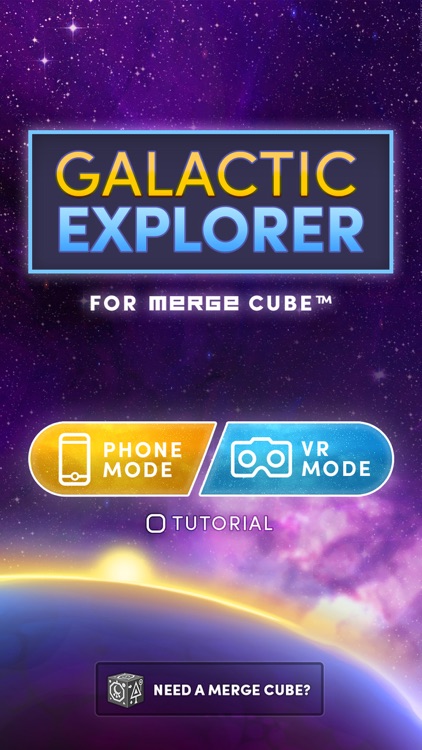 GALACTIC
EXPLORER
FOR MERGE CUBE™
PHONE
MODE
VR
MODE
TUTORIAL
NEED A MERGE CUBE?